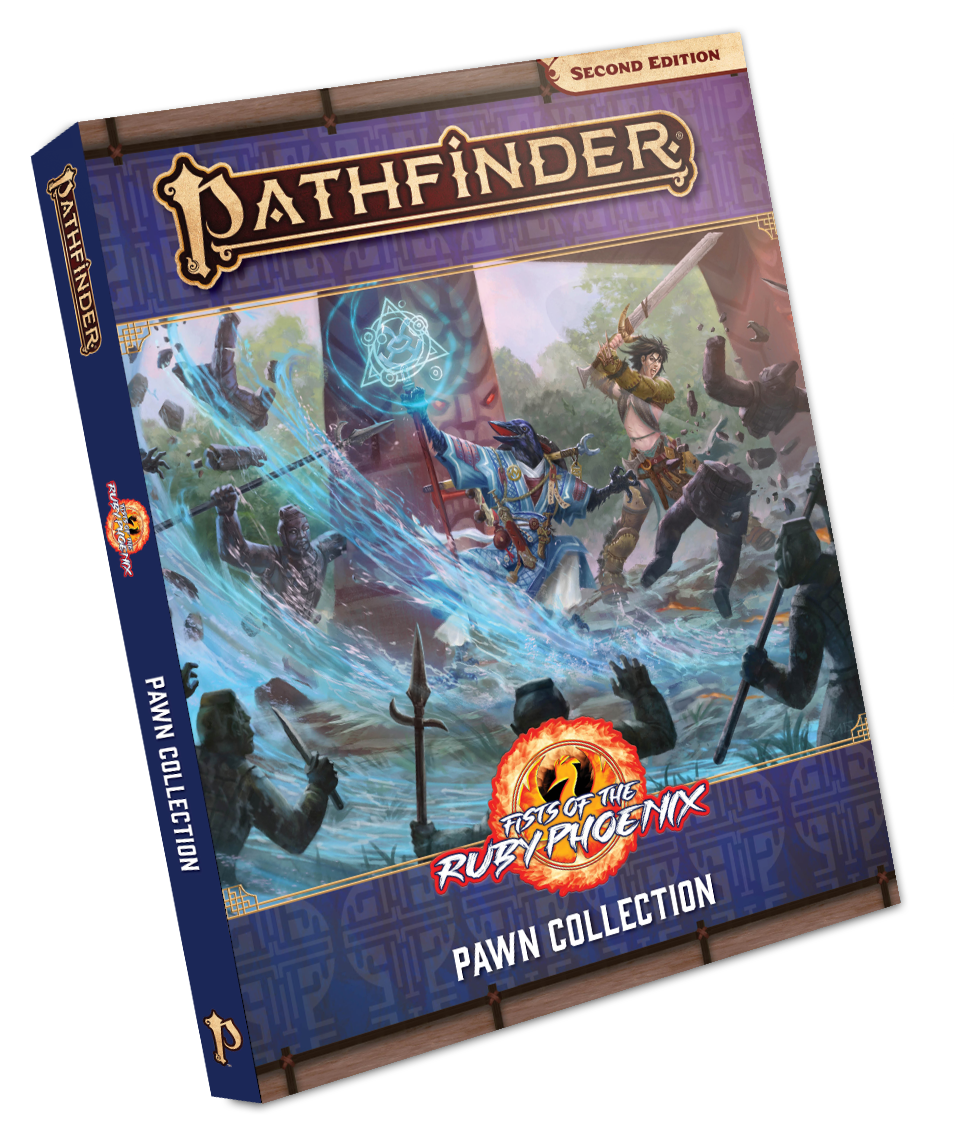 SECOND EDITION
PATHFINDER®
FISTS OF THE
RUBY PHOENIX
PAWN COLLECTION
PATHFINDER
FISTS OF THE
RUBY PHOENIX
PAWN COLLECTION
P